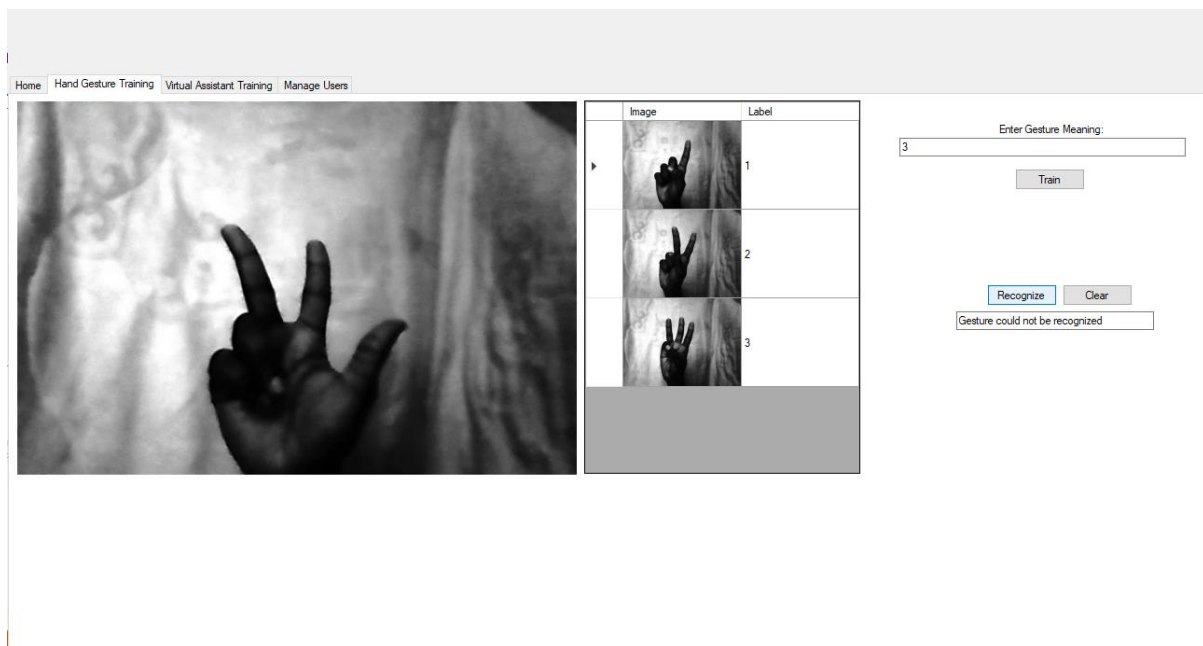 Home Hand Gesture Training Virtual Assistant Training Manage Users
Image Label
1
2
3
Enter Gesture Meaning:
3
Train
Recognize Clear
Gesture could not be recognized